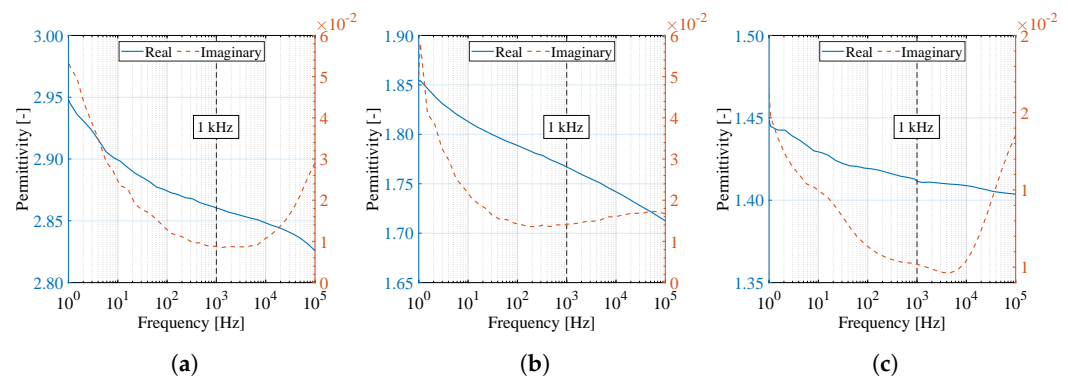 ×10⁻² ×10⁻² ×10⁻²
3.00 6 1.90 6 1.50 2
Real Imaginary Real Imaginary Real Imaginary
2.95 5 1.85 5 1.45 2
4 4
1 kHz 1 kHz 1 kHz
2.90 3 1.80 3 1.40 1
2 1.75 2
2.85 1 1.70 1 1
2.80 0 1.65 0 1.35
Pemmittivity [-] Pemmittivity [-] Pemmittivity [-]
10⁰ 10¹ 10² 10³ 10⁴ 10⁵ 10⁰ 10¹ 10² 10³ 10⁴ 10⁵ 10⁰ 10¹ 10² 10³ 10⁴ 10⁵
Frequency [Hz] Frequency [Hz] Frequency [Hz]
(a) (b) (c)